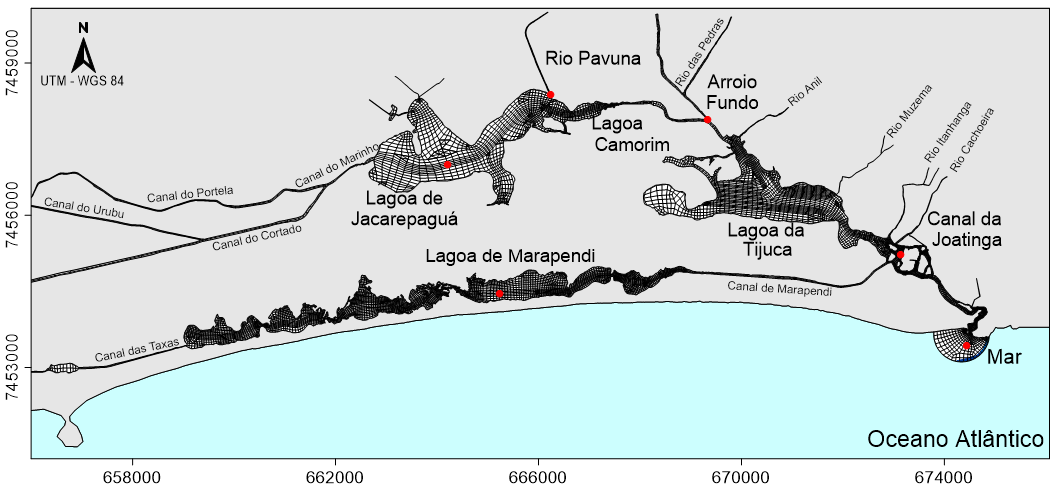 N
UTM - WGS 84
7459000
7456000
7453000
Rio Pavuna
Rio das Pedras
Arroio
Fundo
Rio Anil
Rio Muzema
Rio Itanhanga
Rio Cachoeira
Lagoa
Camorim
Canal do Marinho
Canal do Portela
Canal do Urubu
Canal do Cortado
Lagoa de
Jacarepaguá
Lagoa da
Tijuca
Canal da
Joatinga
Lagoa de Marapendi
Canal de Marapendi
Canal das Taxas
Mar
Oceano Atlântico
658000
662000
666000
670000
674000